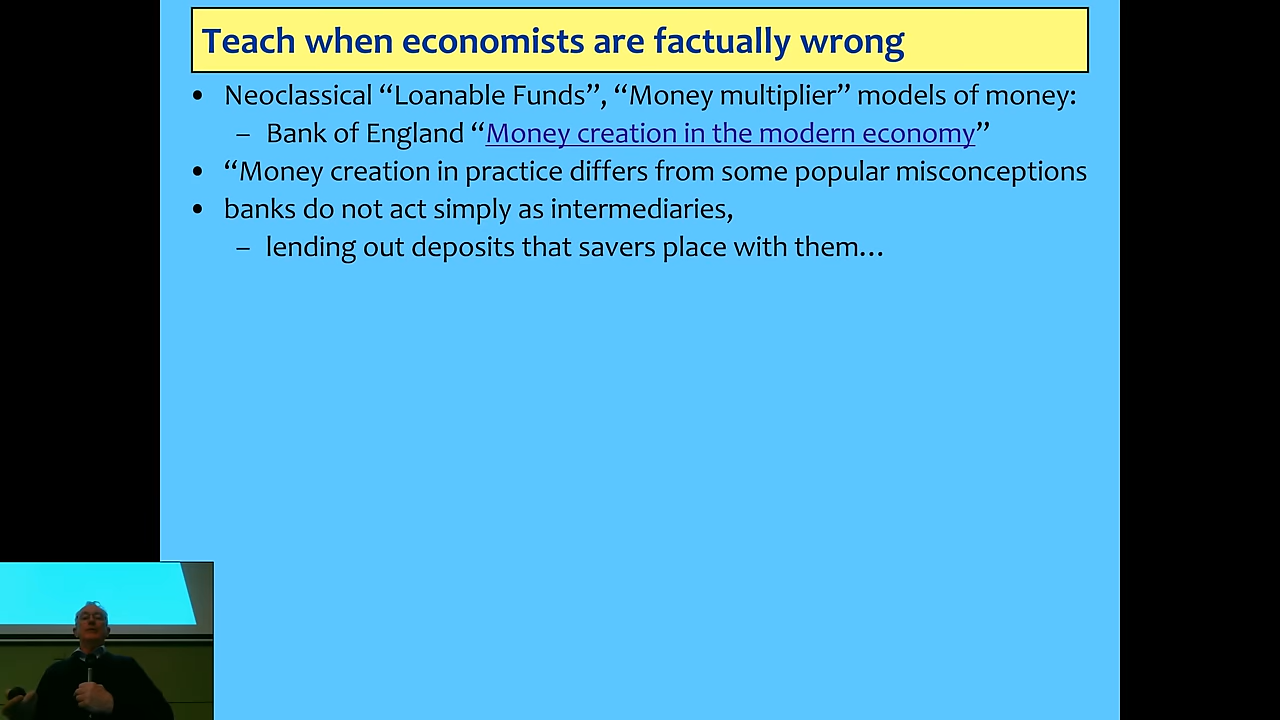 Teach when economists are factually wrong
• Neoclassical “Loanable Funds”, “Money multiplier” models of money:
– Bank of England “Money creation in the modern economy”
• “Money creation in practice differs from some popular misconceptions
• banks do not act simply as intermediaries,
– lending out deposits that savers place with them…